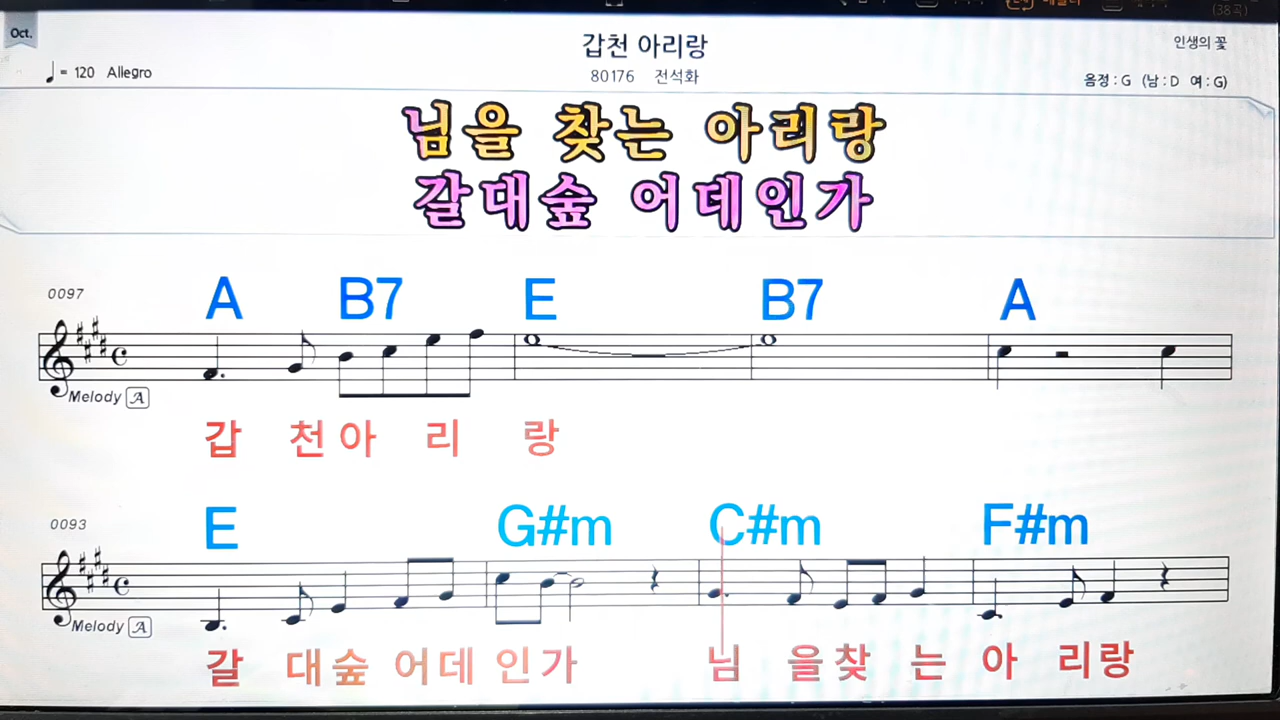 (38곡)
Oct.
갑천 아리랑
인생의 꽃
♩ = 120 Allegro
80176 전석화
음정 : G (남 : D 여 : G)
님을 찾는 아리랑
갈대숲 어데인가
0097
A B7 E B7 A
Melody A
갑 천 아 리 랑
0093
E G#m C#m F#m
Melody A
갈 대 숲 어 데 인 가 님 을 찾 는 아 리 랑